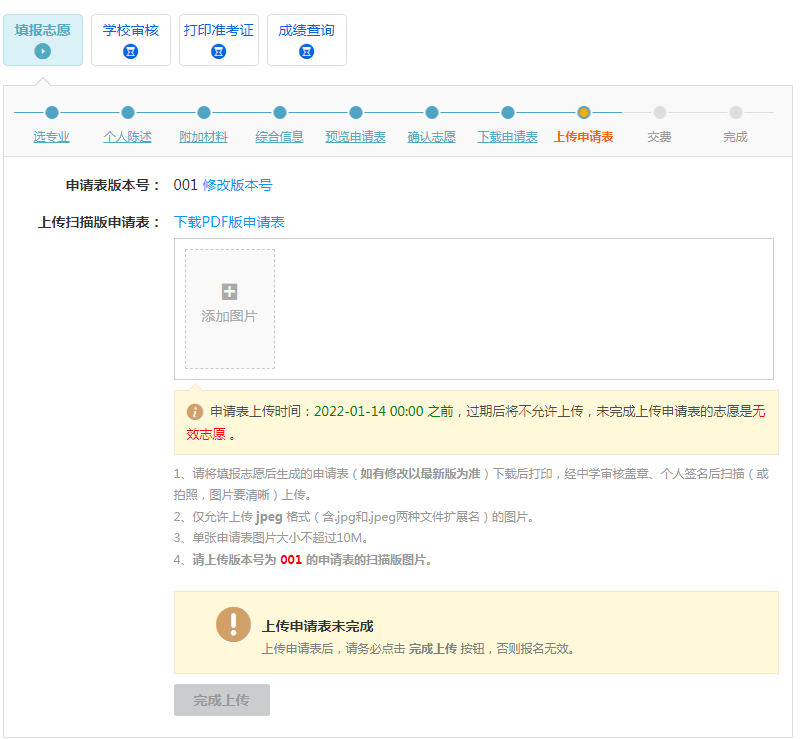 填报志愿 学校审核 打印准考证 成绩查询
选专业 个人陈述 附加材料 综合信息 预览申请表 确认志愿 下载申请表 上传申请表 交费 完成
申请表版本号： 001 修改版本号
上传扫描版申请表： 下载PDF版申请表
添加图片
申请表上传时间：2022-01-14 00:00 之前，过期后将不允许上传，未完成上传申请表的志愿是无
效志愿 。
1、请将填报志愿后生成的申请表（如有修改以最新版为准）下载后打印，经中学审核盖章、个人签名后扫描（或
拍照，图片要清晰）上传。
2、仅允许上传 jpeg 格式（含.jpg和.jpeg两种文件扩展名）的图片。
3、单张申请表图片大小不超过10M。
4、请上传版本号为 001 的申请表的扫描版图片。
上传申请表未完成
上传申请表后，请务必点击 完成上传 按钮，否则报名无效。
完成上传